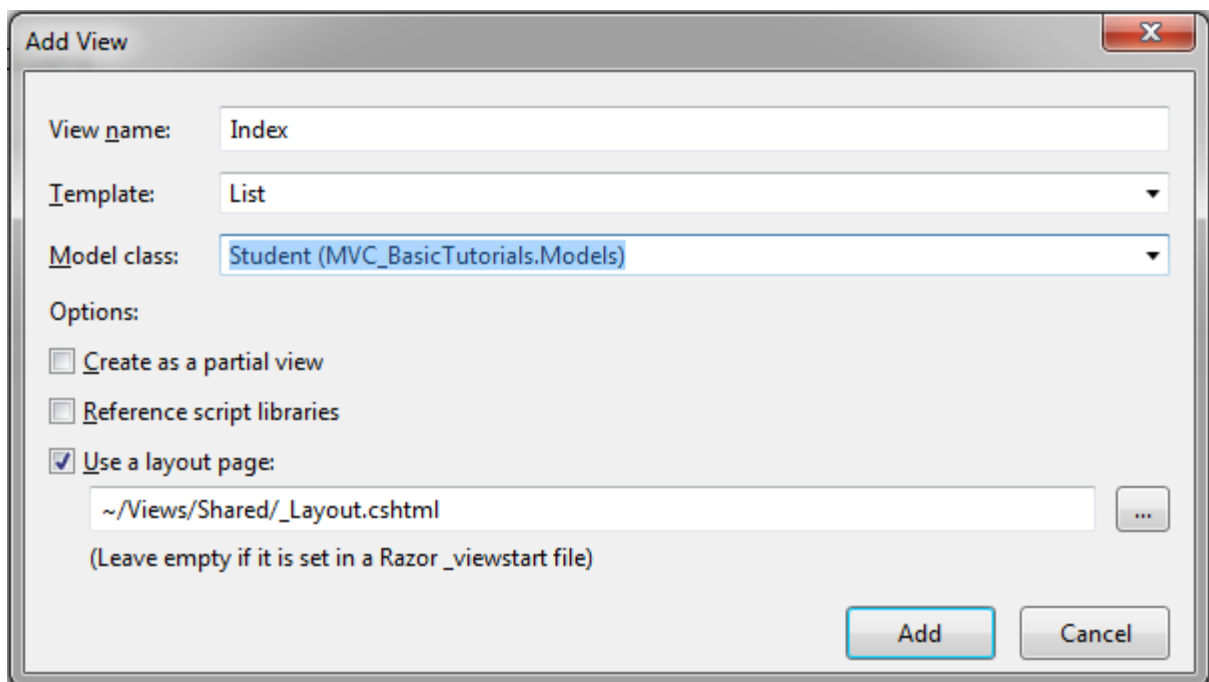 Add View
View name: Index
Template: List
Model class: Student (MVC_BasicTutorials.Models)
Options:
Create as a partial view
Reference script libraries
Use a layout page:
~/Views/Shared/_Layout.cshtml ...
(Leave empty if it is set in a Razor _viewstart file)
Add Cancel